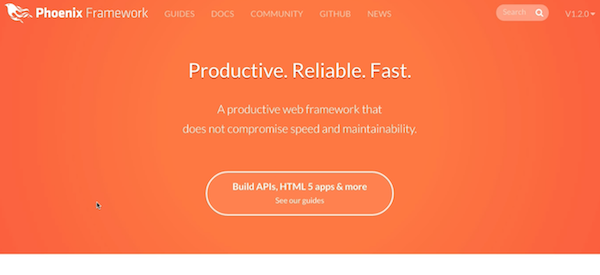 Phoenix Framework GUIDES DOCS COMMUNITY GITHUB NEWS Search V1.2.0
Productive. Reliable. Fast.
A productive web framework that
does not compromise speed and maintainability.
Build APIs, HTML 5 apps & more
See our guides